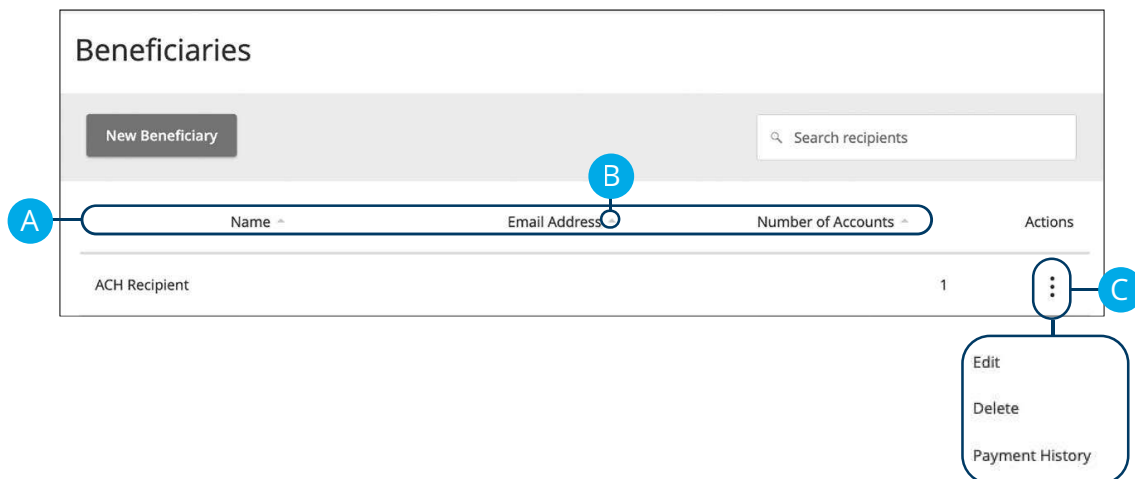 Beneficiaries
New Beneficiary
Search recipients
B
A
Name Email Address Number of Accounts Actions
ACH Recipient 1
C
Edit
Delete
Payment History